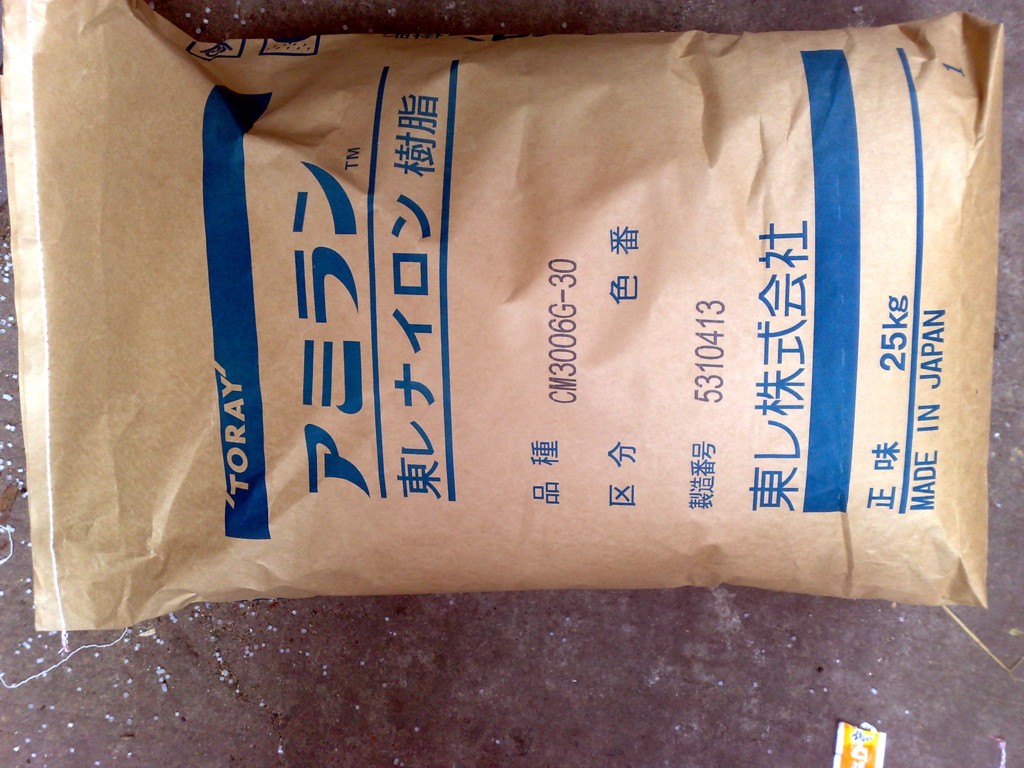 TORAY
アミラン™
東レナイロン樹脂
品種 CM3006G-30
区分 色番
製造番号 5310413
東レ株式会社
正味 25kg
MADE IN JAPAN
1